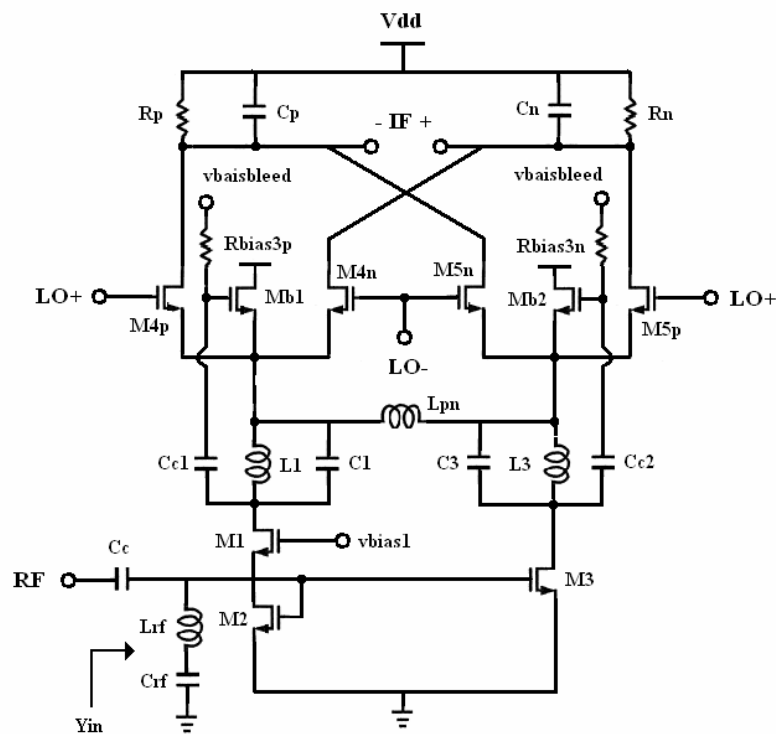 Vdd
Rp
Cp
- IF +
Cn
Rn
vbaisbleed
vbaisbleed
Rbias3p
M4n
M5n
Rbias3n
LO+
M4p
Mb1
Mb2
M5p
LO+
LO-
Lpn
Cc1
L1
C1
C3
L3
Cc2
M1
vbias1
Cc
RF
M3
M2
Lrf
Crf
Yin